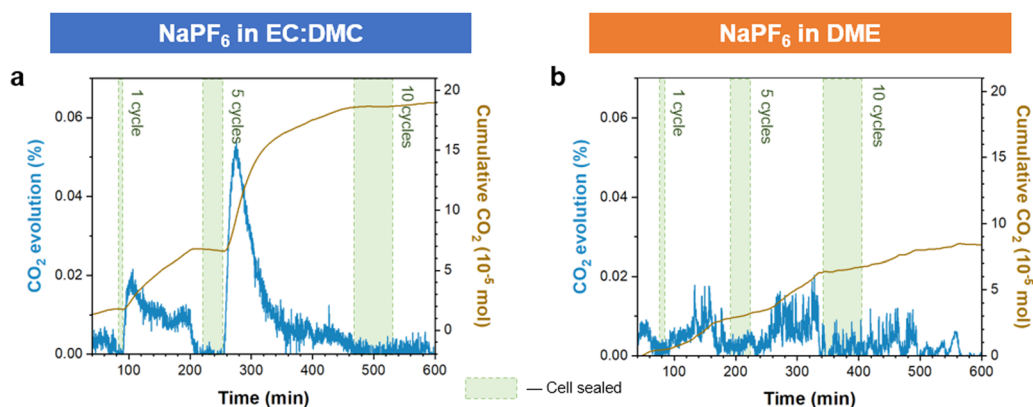 NaPF6 in EC:DMC
NaPF6 in DME
a
CO2 evolution (%)
0.06
0.04
0.02
0.00
1 cycle
5 cycles
10 cycles
20
15
10
5
0
Cumulative CO2 (10-5 mol)
100 200 300 400 500 600
Time (min)
b
CO2 evolution (%)
0.06
0.04
0.02
0.00
1 cycle
5 cycles
10 cycles
20
15
10
5
0
Cumulative CO2 (10-5 mol)
100 200 300 400 500 600
Time (min)
— Cell sealed